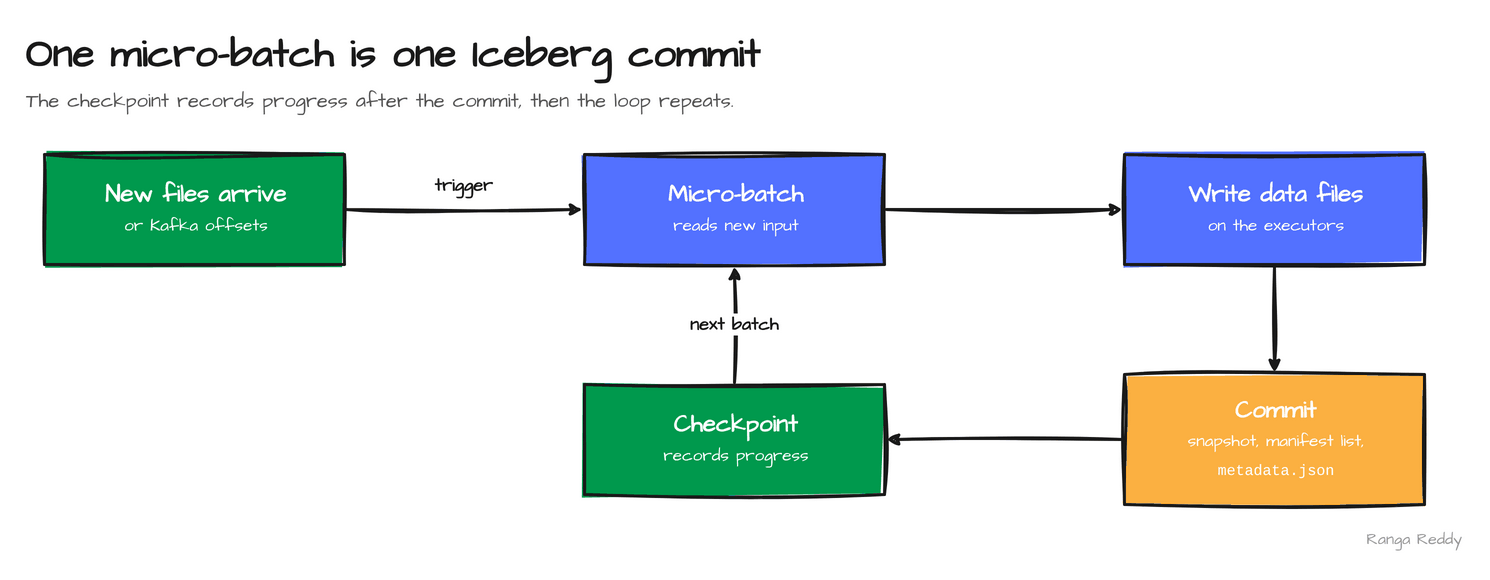 One micro-batch is one Iceberg commit
The checkpoint records progress after the commit, then the loop repeats.
New files arrive
or Kafka offsets
trigger
Micro-batch
reads new input
Write data files
on the executors
next batch
Checkpoint
records progress
Commit
snapshot, manifest list,
metadata.json
Ranga Reddy